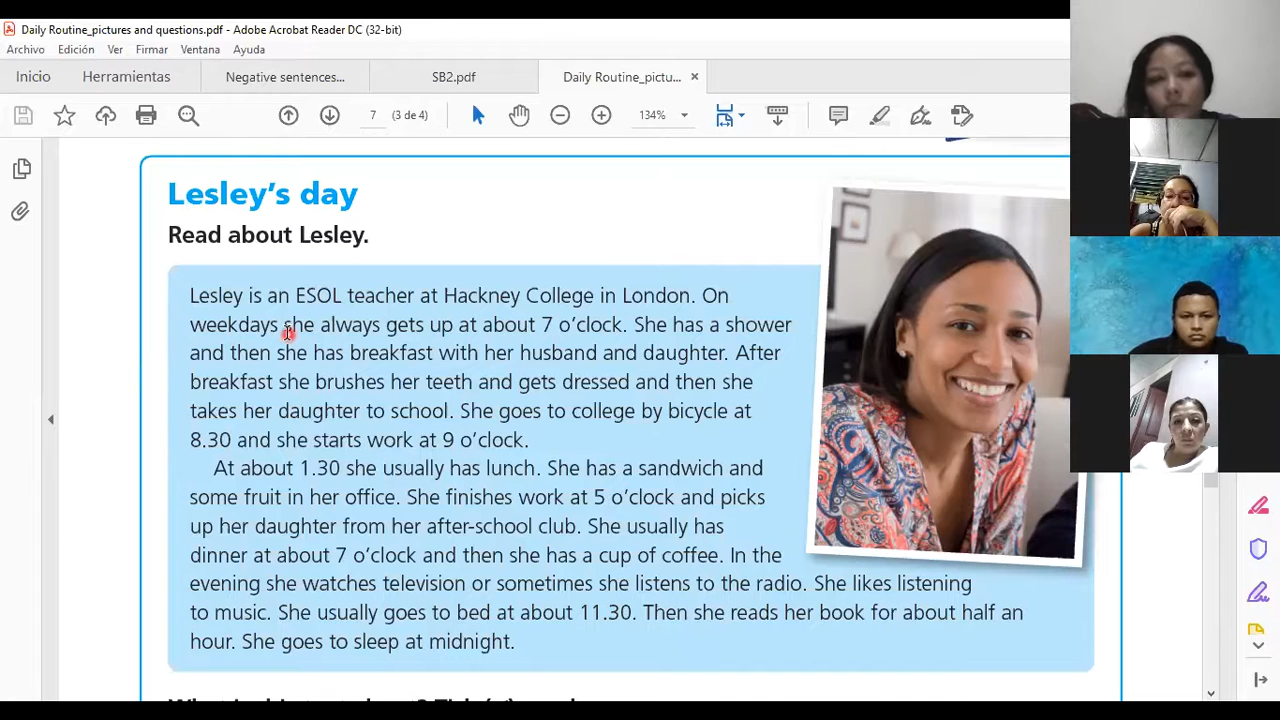 Daily Routine_pictures and questions.pdf - Adobe Acrobat Reader DC (32-bit)
Archivo Edición Ver Firmar Ventana Ayuda
Inicio Herramientas Negative sentences... SB2.pdf Daily Routine_pictu... ×
7 (3 de 4) 134%
Lesley's day
Read about Lesley.
Lesley is an ESOL teacher at Hackney College in London. On
weekdays she always gets up at about 7 o'clock. She has a shower
and then she has breakfast with her husband and daughter. After
breakfast she brushes her teeth and gets dressed and then she
takes her daughter to school. She goes to college by bicycle at
8.30 and she starts work at 9 o'clock.
At about 1.30 she usually has lunch. She has a sandwich and
some fruit in her office. She finishes work at 5 o'clock and picks
up her daughter from her after-school club. She usually has
dinner at about 7 o'clock and then she has a cup of coffee. In the
evening she watches television or sometimes she listens to the radio. She likes listening
to music. She usually goes to bed at about 11.30. Then she reads her book for about half an
hour. She goes to sleep at midnight.